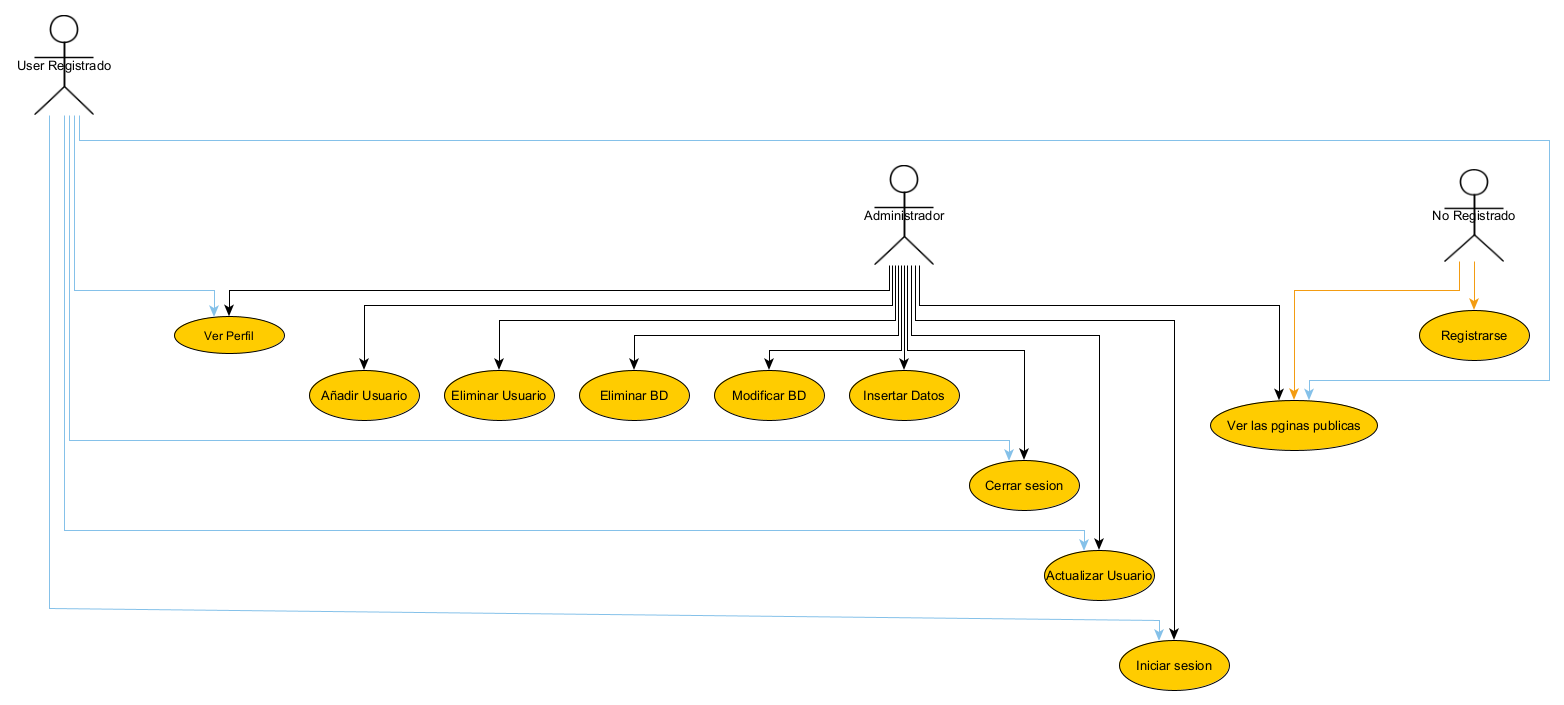 User Registrado
Administrador
No Registrado
Ver Perfil
Registrarse
Añadir Usuario
Eliminar Usuario
Eliminar BD
Modificar BD
Insertar Datos
Ver las pginas publicas
Cerrar sesion
Actualizar Usuario
Iniciar sesion